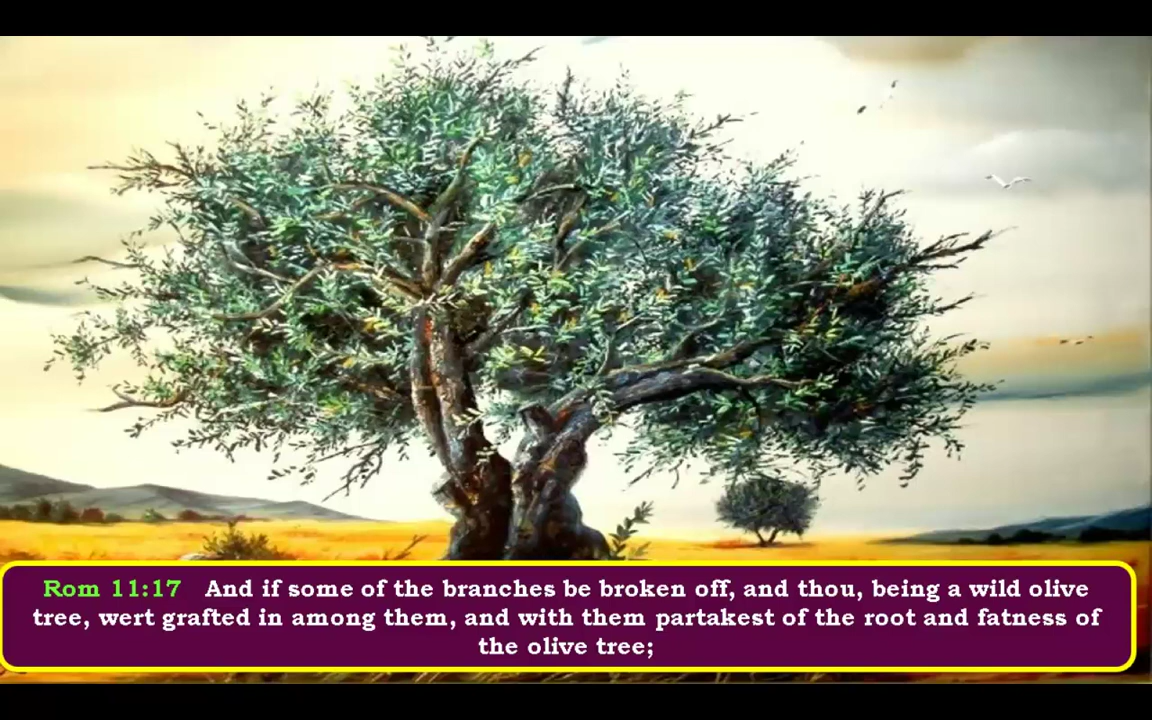 Rom 11:17 And if some of the branches be broken off, and thou, being a wild olive
tree, wert grafted in among them, and with them partakest of the root and fatness of
the olive tree;